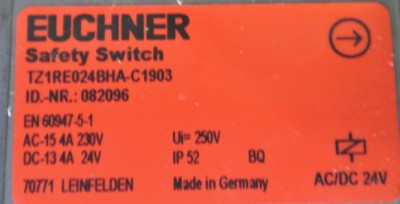 EUCHNER
Safety Switch
TZ1RE024BHA-C1903
ID.-NR.: 082096
EN 60947-5-1
AC-15 4A 230V Ui= 250V
DC-13 4A 24V IP 52 BQ
70771 LEINFELDEN Made in Germany AC/DC 24V